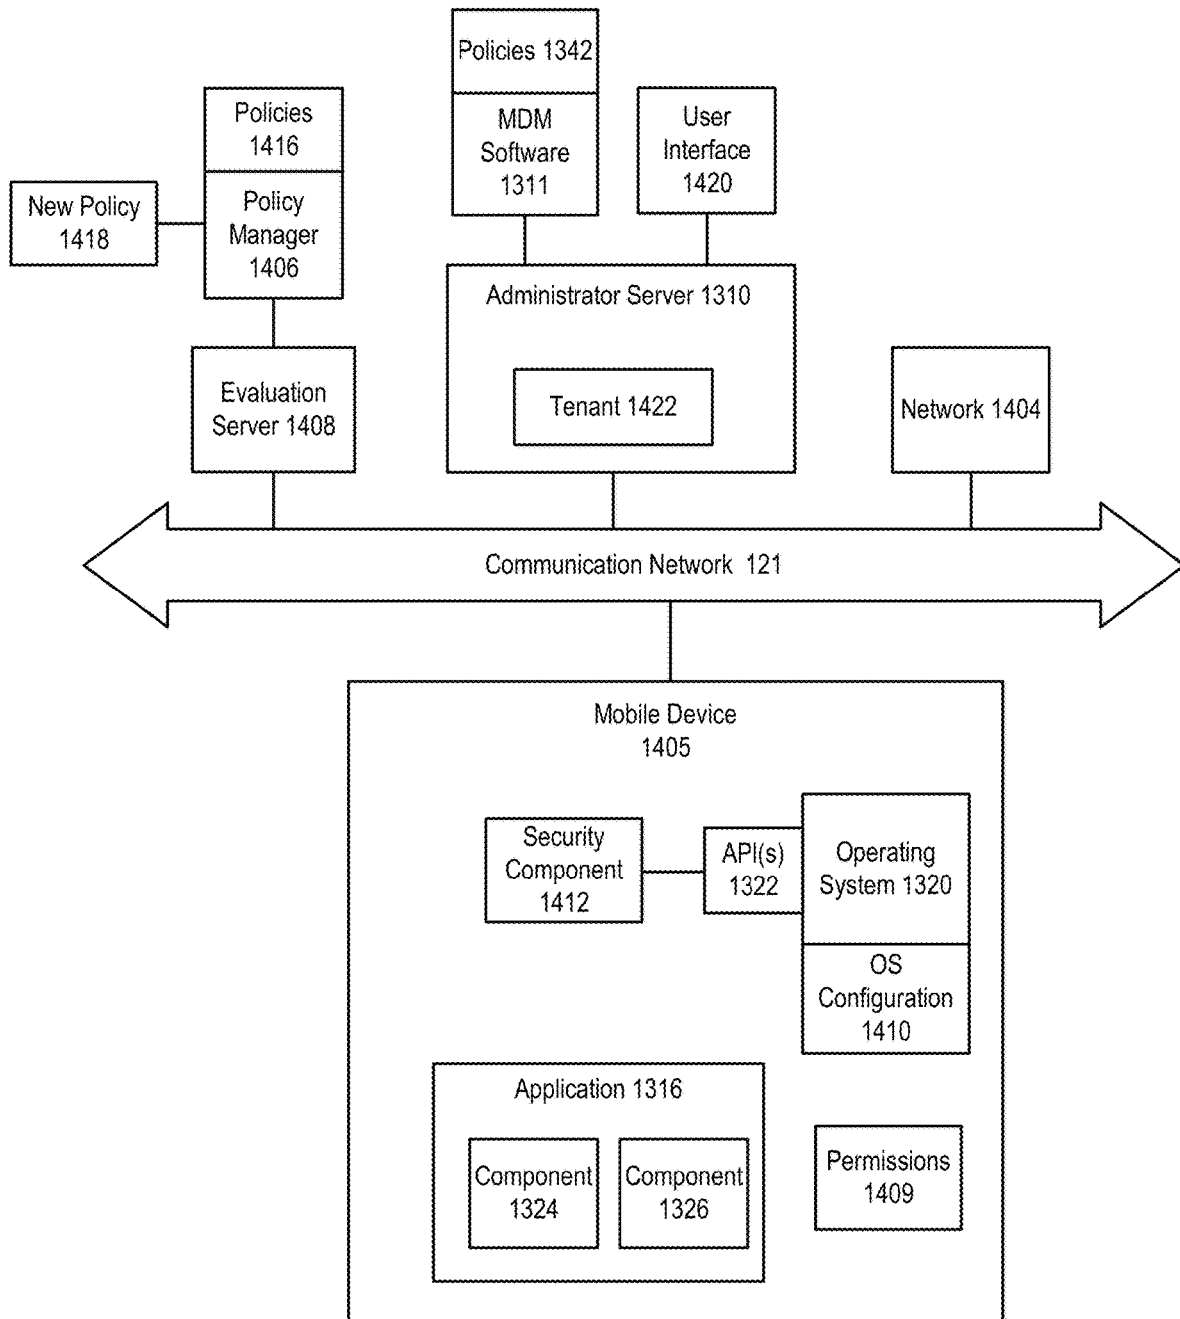 Policies 1342
Policies
1416
MDM
Software
1311
User
Interface
1420
New Policy
1418
Policy
Manager
1406
Administrator Server 1310
Tenant 1422
Evaluation
Server 1408
Network 1404
Communication Network 121
Mobile Device
1405
Security
Component
1412
API(s)
1322
Operating
System 1320
OS
Configuration
1410
Application 1316
Component
1324
Component
1326
Permissions
1409